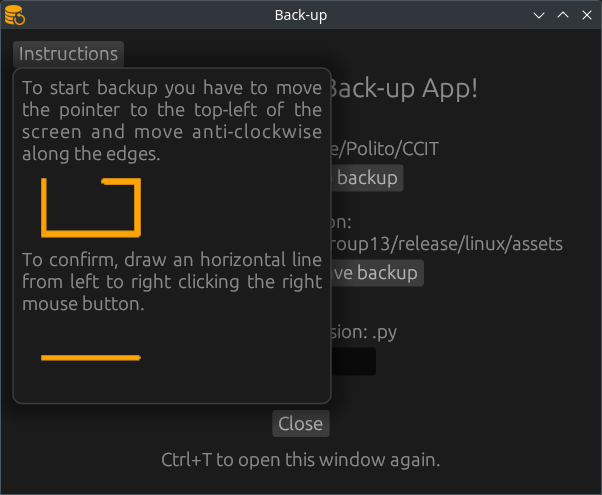 Back-up
Instructions
To start backup you have to move
the pointer to the top-left of the
screen and move anti-clockwise
along the edges.
To confirm, draw an horizontal line
from left to right clicking the right
mouse button.
Back-up App!
e/Polito/CCIT
backup
on:
roup13/release/linux/assets
ve backup
sion: .py
Close
Ctrl+T to open this window again.